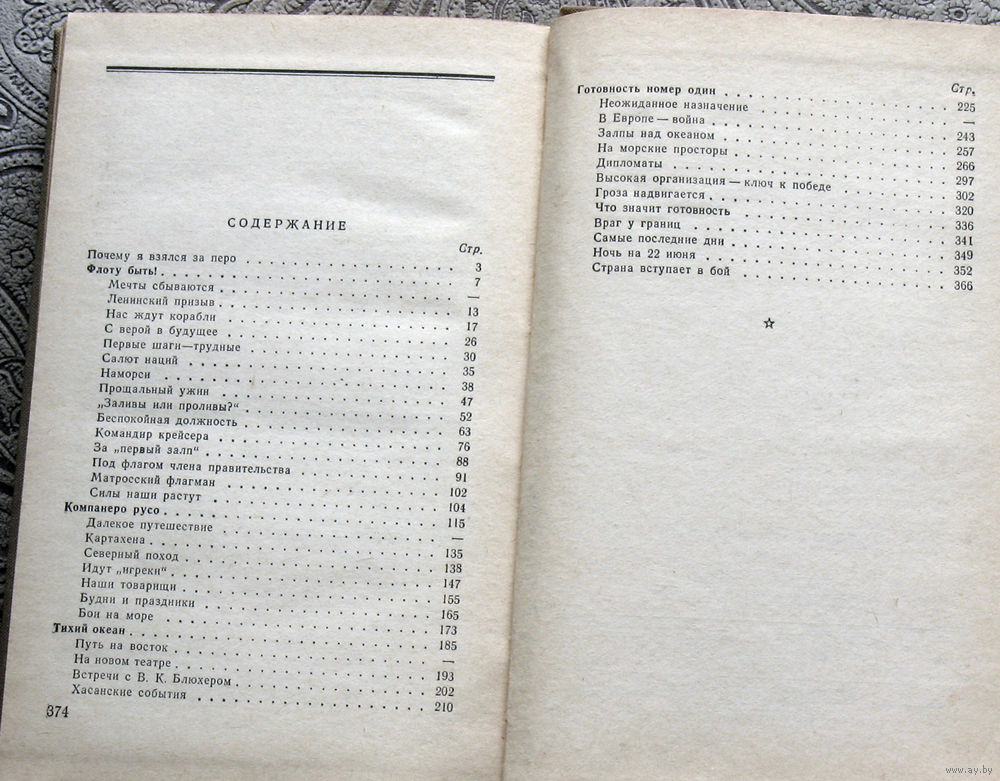 СОДЕРЖАНИЕ
Стр.
Почему я взялся за перо . . . . . . . . . . 3
Флоту быть! . . . . . . . . . . 7
Мечты сбываются . . . . . . . . . . —
Ленинский призыв . . . . . . . . . . 13
Нас ждут корабли . . . . . . . . . . 17
С верой в будущее . . . . . . . . . . 26
Первые шаги—трудные . . . . . . . . . . 30
Салют наций . . . . . . . . . . 35
Наморси . . . . . . . . . . 38
Прощальный ужин . . . . . . . . . . 47
„Заливы или проливы?“ . . . . . . . . . . 52
Беспокойная должность . . . . . . . . . . 63
Командир крейсера . . . . . . . . . . 76
За „первый залп“ . . . . . . . . . . 88
Под флагом члена правительства . . . . . . . . . . 91
Матросский флагман . . . . . . . . . . 102
Силы наши растут . . . . . . . . . . 104
Компанеро русо . . . . . . . . . . 115
Далекое путешествие . . . . . . . . . . —
Картахена . . . . . . . . . . 135
Северный поход . . . . . . . . . . 138
Идут „игреки“ . . . . . . . . . . 147
Наши товарищи . . . . . . . . . . 155
Будни и праздники . . . . . . . . . . 165
Бои на море . . . . . . . . . . 173
Тихий океан . . . . . . . . . . 185
Путь на восток . . . . . . . . . . —
На новом театре . . . . . . . . . . 193
Встречи с В. К. Блюхером . . . . . . . . . . 202
Хасанские события . . . . . . . . . . 210
374
Стр.
Готовность номер один . . . . . . . . . . 225
Неожиданное назначение . . . . . . . . . . —
В Европе — война . . . . . . . . . . 243
Залпы над океаном . . . . . . . . . . 257
На морские просторы . . . . . . . . . . 266
Дипломаты . . . . . . . . . . 297
Высокая организация — ключ к победе . . . . . . . . . . 302
Гроза надвигается . . . . . . . . . . 320
Что значит готовность . . . . . . . . . . 336
Враг у границ . . . . . . . . . . 341
Самые последние дни . . . . . . . . . . 349
Ночь на 22 июня . . . . . . . . . . 352
Страна вступает в бой . . . . . . . . . . 366
© www.ay.by